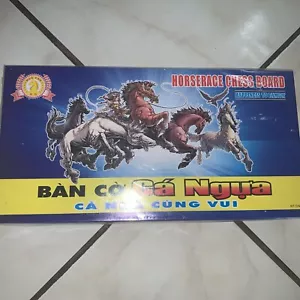 HORSERACE CHESS BOARD
BÀN CỜ Cá Ngựa
CẢ NHÀ CÙNG VUI